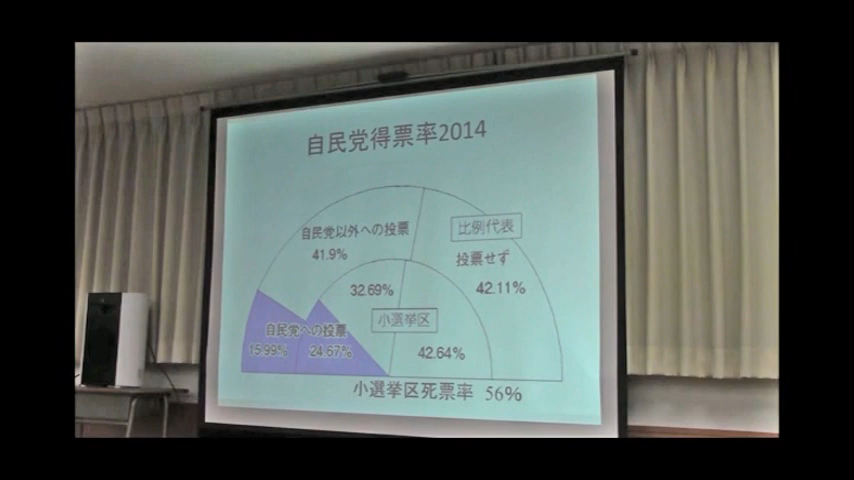 自民党得票率2014
自民党以外への投票
41.9%
比例代表
投票せず
42.11%
32.69%
小選挙区
自民党への投票
15.99%
24.67%
42.64%
小選挙区死票率 56%